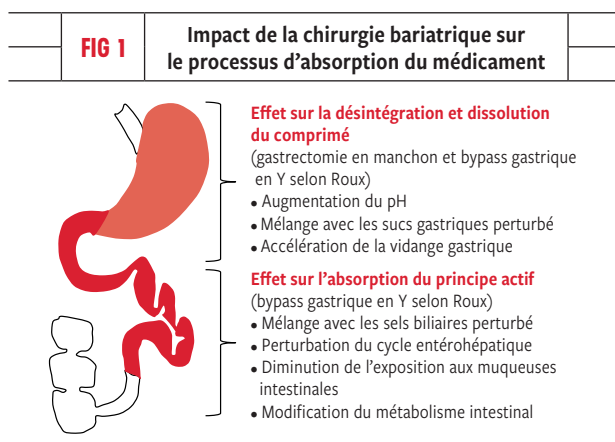 FIG 1
Impact de la chirurgie bariatrique sur
le processus d'absorption du médicament
Effet sur la désintégration et dissolution
du comprimé
(gastrectomie en manchon et bypass gastrique
en Y selon Roux)
• Augmentation du pH
• Mélange avec les sucs gastriques perturbé
• Accélération de la vidange gastrique
Effet sur l'absorption du principe actif
(bypass gastrique en Y selon Roux)
• Mélange avec les sels biliaires perturbé
• Perturbation du cycle entérohépatique
• Diminution de l'exposition aux muqueuses
intestinales
• Modification du métabolisme intestinal